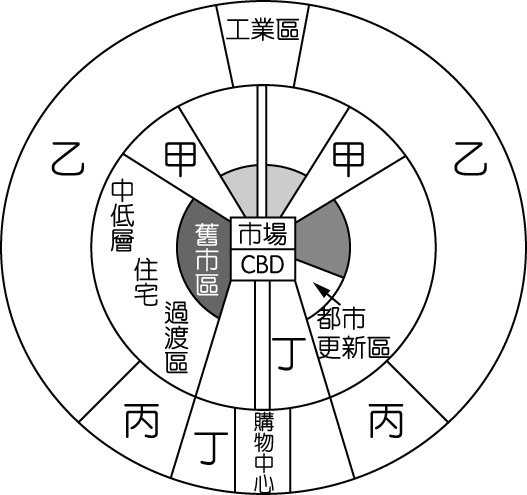 工業區
乙
乙
甲
甲
中低層
住宅
過渡區
舊市區
市場
CBD
都市
更新區
丁
丙
丙
丁
購物中心